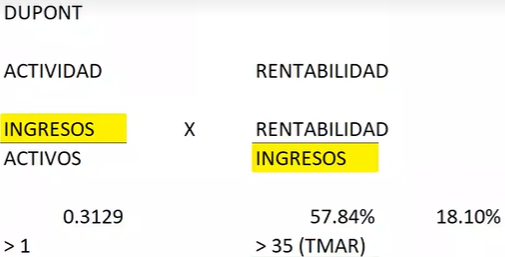 DUPONT
ACTIVIDAD RENTABILIDAD
INGRESOS X RENTABILIDAD
ACTIVOS INGRESOS
0.3129 57.84% 18.10%
> 1 > 35 (TMAR)